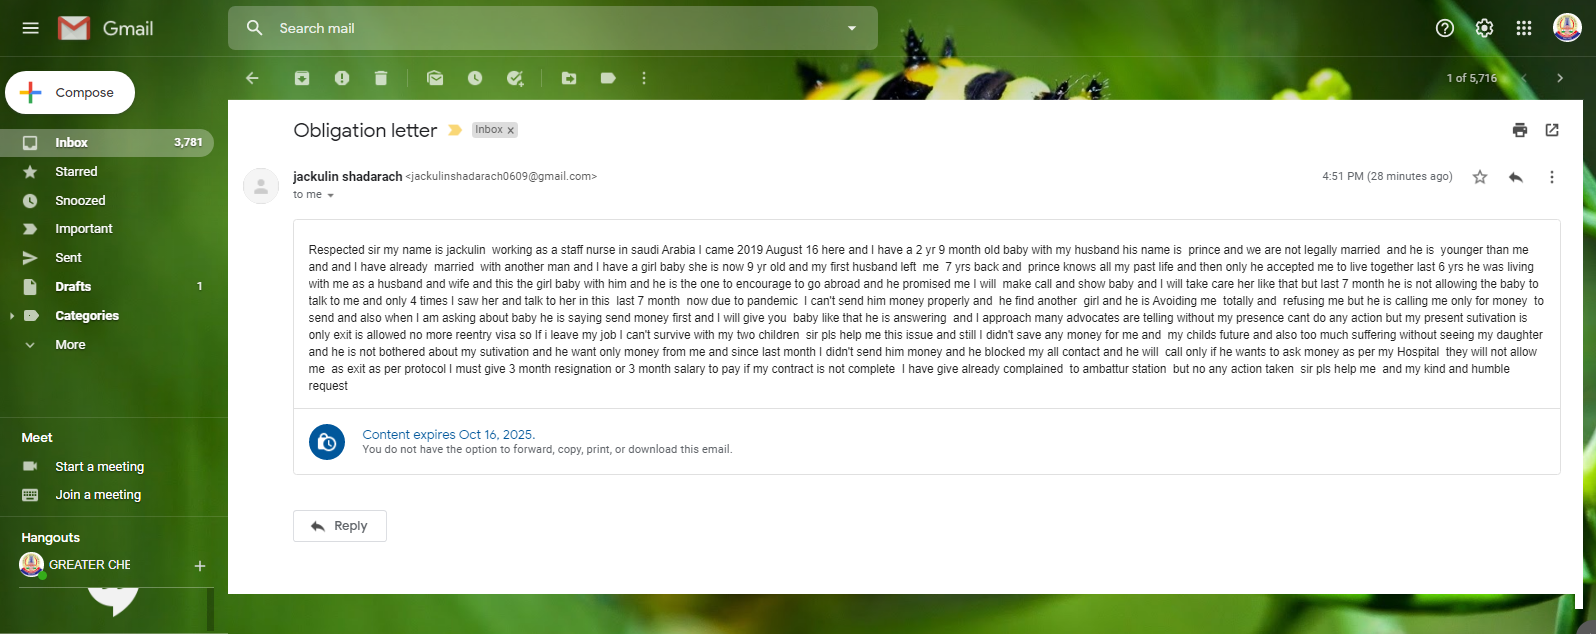 Gmail
Search mail
Compose
1 of 5,716
Inbox 3,781
Starred
Snoozed
Important
Sent
Drafts 1
Categories
More
Meet
Start a meeting
Join a meeting
Hangouts
GREATER CHE
Obligation letter Inbox x
jackulin shadarach <jackulinshadarach0609@gmail.com> 4:51 PM (28 minutes ago)
to me
Respected sir my name is jackulin working as a staff nurse in saudi Arabia I came 2019 August 16 here and I have a 2 yr 9 month old baby with my husband his name is prince and we are not legally married and he is younger than me
and and I have already married with another man and I have a girl baby she is now 9 yr old and my first husband left me 7 yrs back and prince knows all my past life and then only he accepted me to live together last 6 yrs he was living
with me as a husband and wife and this the girl baby with him and he is the one to encourage to go abroad and he promised me I will make call and show baby and I will take care her like that but last 7 month he is not allowing the baby to
talk to me and only 4 times I saw her and talk to her in this last 7 month now due to pandemic I can't send him money properly and he find another girl and he is Avoiding me totally and refusing me but he is calling me only for money to
send and also when I am asking about baby he is saying send money first and I will give you baby like that he is answering and I approach many advocates are telling without my presence cant do any action but my present sutivation is
only exit is allowed no more reentry visa so If i leave my job I can't survive with my two children sir pls help me this issue and still I didn't save any money for me and my childs future and also too much suffering without seeing my daughter
and he is not bothered about my sutivation and he want only money from me and since last month I didn't send him money and he blocked my all contact and he will call only if he wants to ask money as per my Hospital they will not allow
me as exit as per protocol I must give 3 month resignation or 3 month salary to pay if my contract is not complete I have give already complained to ambattur station but no any action taken sir pls help me and my kind and humble
request
Content expires Oct 16, 2025.
You do not have the option to forward, copy, print, or download this email.
Reply